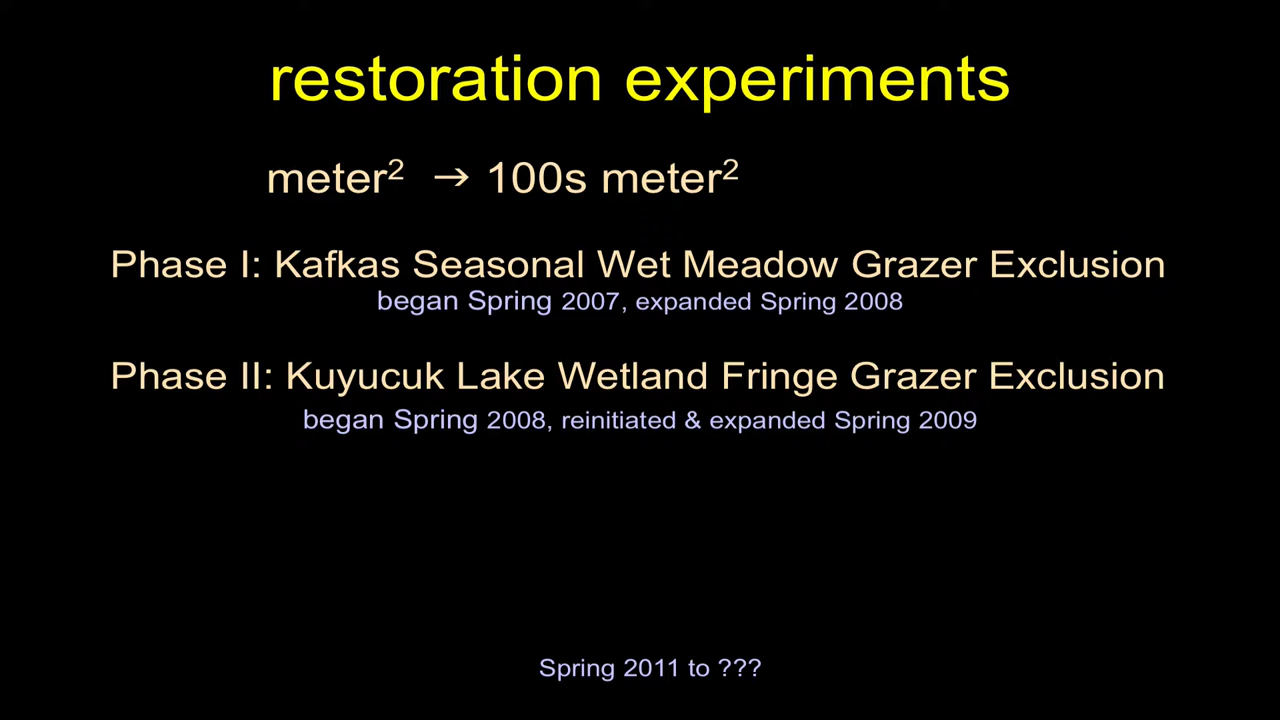 restoration experiments
meter² → 100s meter²
Phase I: Kafkas Seasonal Wet Meadow Grazer Exclusion
began Spring 2007, expanded Spring 2008
Phase II: Kuyucuk Lake Wetland Fringe Grazer Exclusion
began Spring 2008, reinitiated & expanded Spring 2009
Spring 2011 to ???